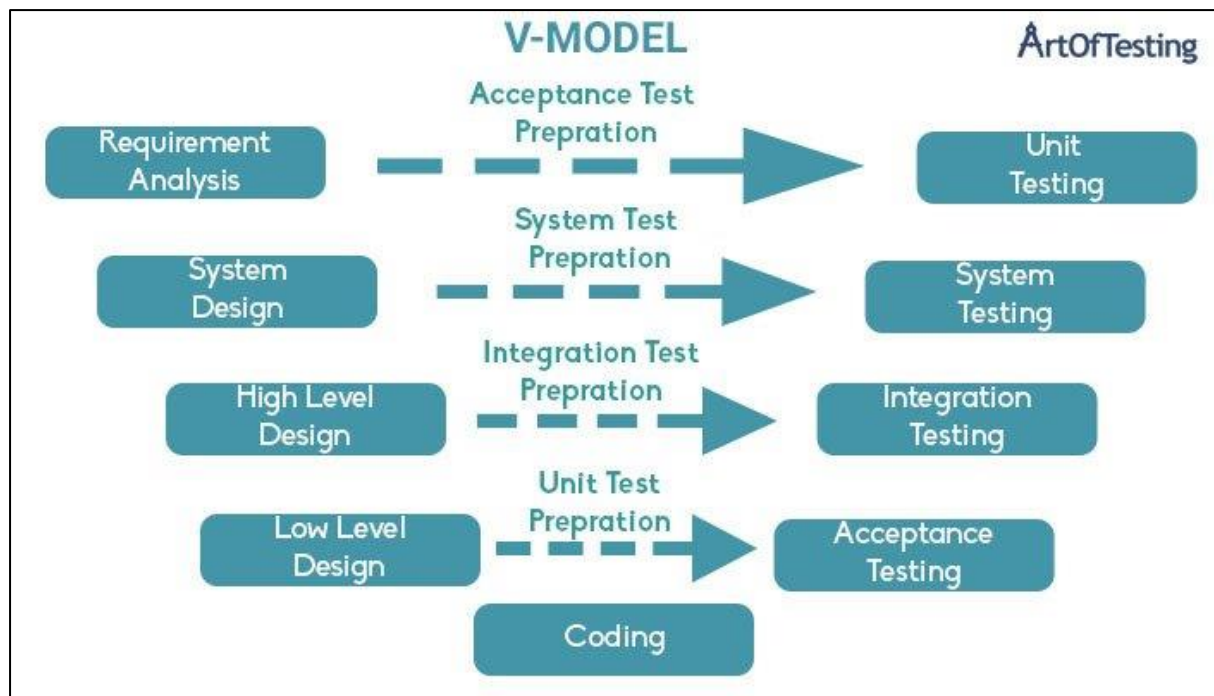 V-MODEL
ArtOfTesting
Acceptance Test
Prepration
Requirement
Analysis
Unit
Testing
System Test
Prepration
System
Design
System
Testing
Integration Test
Prepration
High Level
Design
Integration
Testing
Unit Test
Prepration
Low Level
Design
Acceptance
Testing
Coding